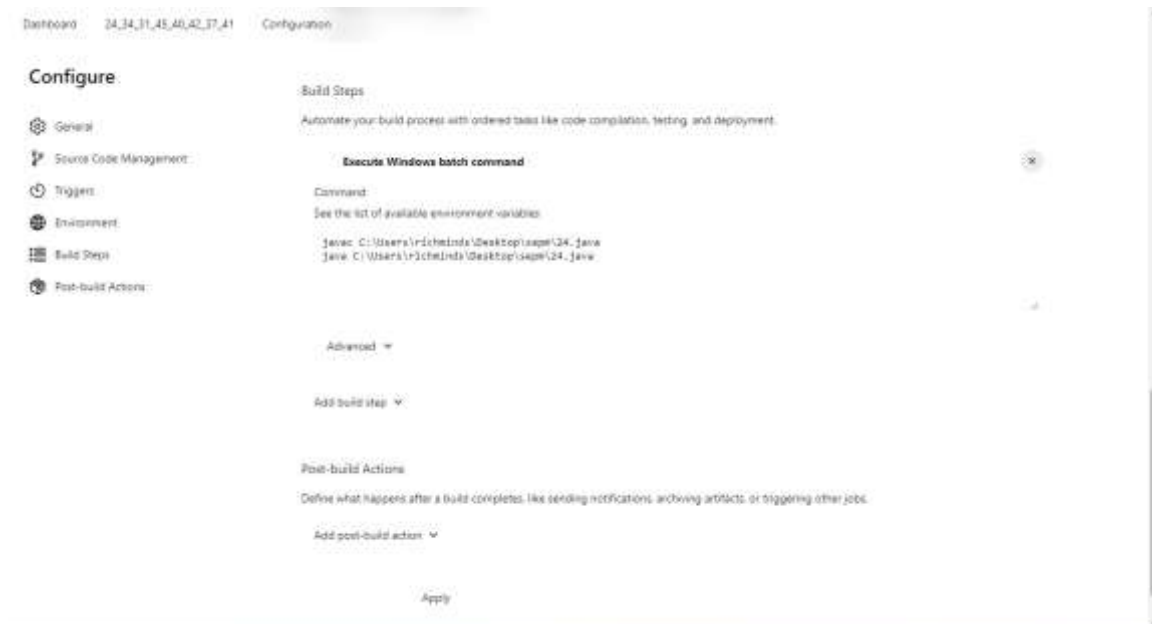 Dashboard 24_34_31_45_40_42_37_41 Configuration
Configure
General
Source Code Management
Triggers
Environment
Build Steps
Post-build Actions
Build Steps
Automate your build process with ordered tasks like code compilation, testing, and deployment.
Execute Windows batch command
Command
See the list of available environment variables
javac C:\Users\richminds\Desktop\sepm\24.java
java C:\Users\richminds\Desktop\sepm\24.java
Advanced
Add build step
Post-build Actions
Define what happens after a build completes, like sending notifications, archiving artifacts, or triggering other jobs.
Add post-build action
Apply